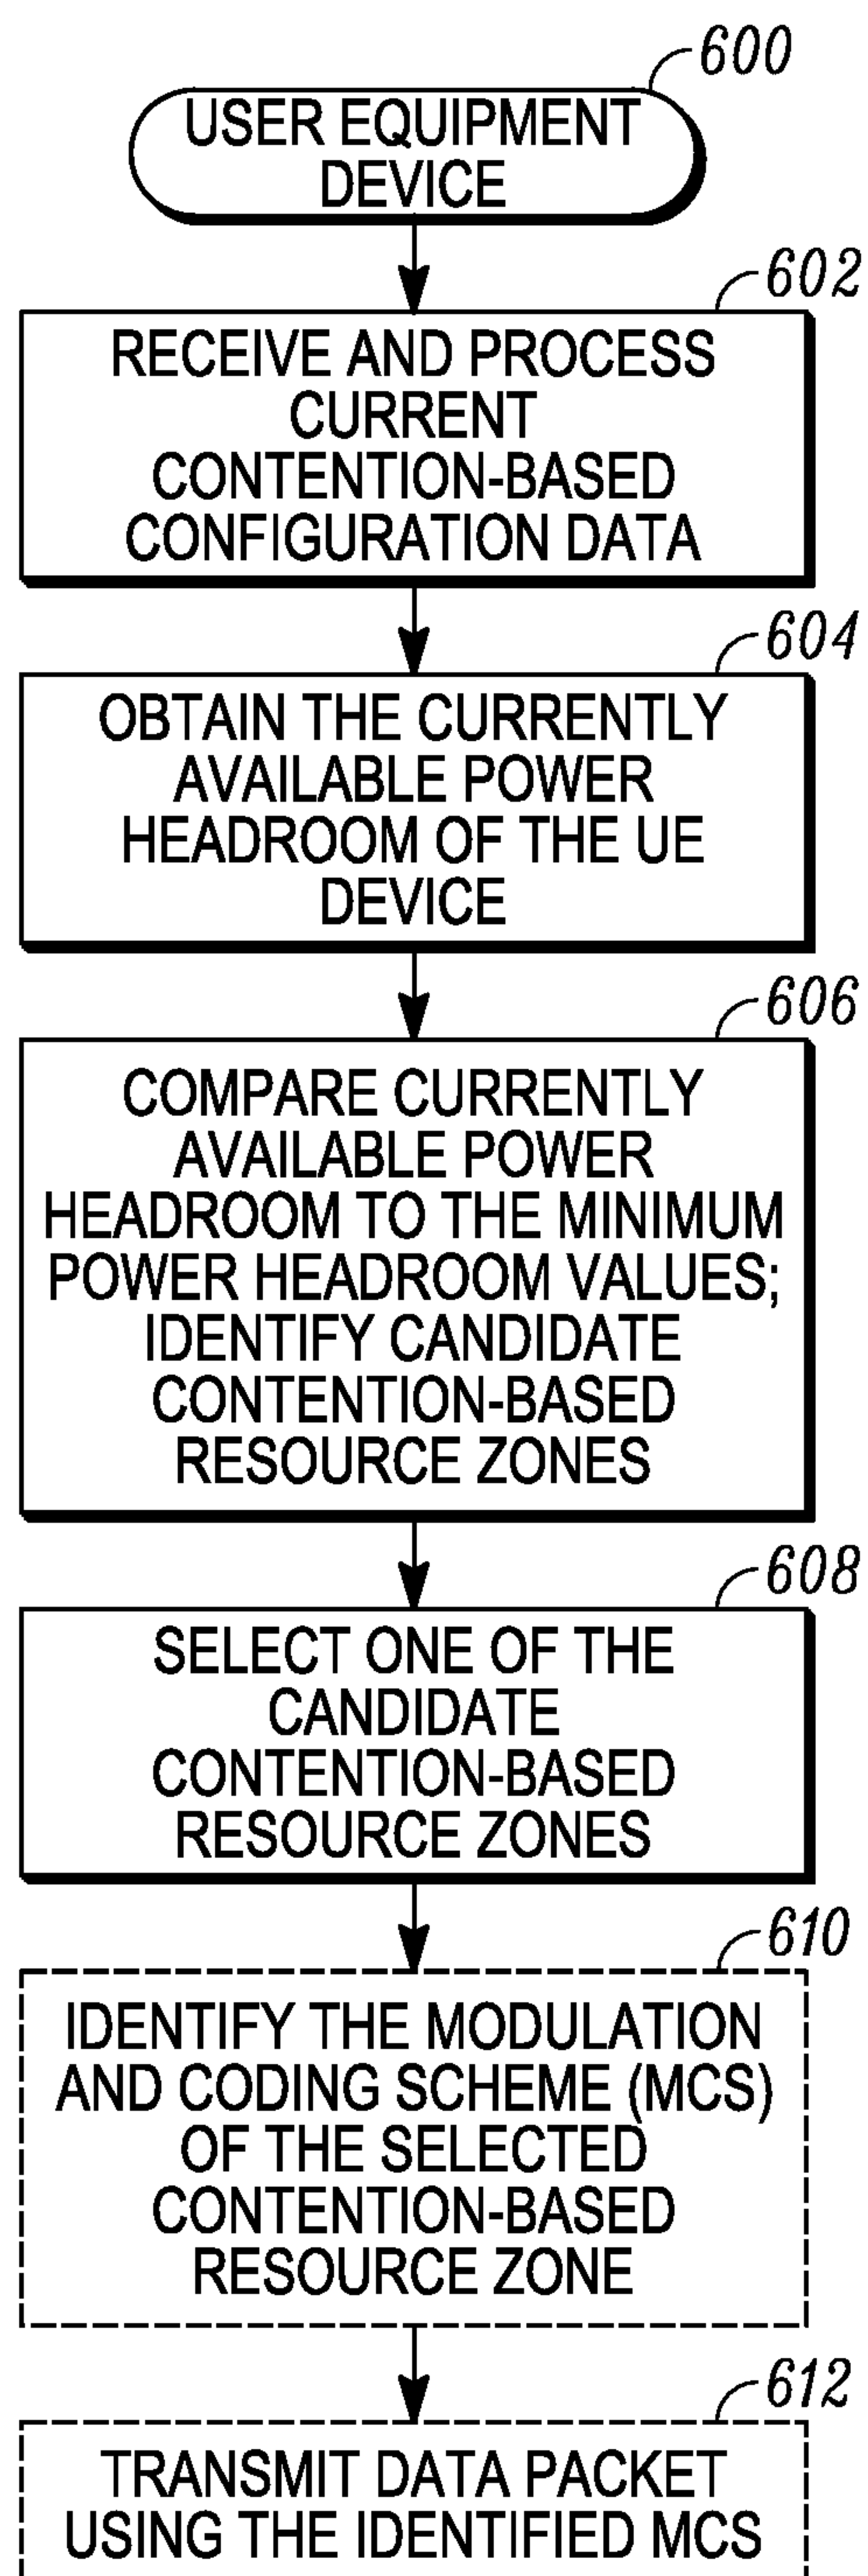 600
USER EQUIPMENT
DEVICE
602
RECEIVE AND PROCESS
CURRENT
CONTENTION-BASED
CONFIGURATION DATA
604
OBTAIN THE CURRENTLY
AVAILABLE POWER
HEADROOM OF THE UE
DEVICE
606
COMPARE CURRENTLY
AVAILABLE POWER
HEADROOM TO THE MINIMUM
POWER HEADROOM VALUES;
IDENTIFY CANDIDATE
CONTENTION-BASED
RESOURCE ZONES
608
SELECT ONE OF THE
CANDIDATE
CONTENTION-BASED
RESOURCE ZONES
610
IDENTIFY THE MODULATION
AND CODING SCHEME (MCS)
OF THE SELECTED
CONTENTION-BASED
RESOURCE ZONE
612
TRANSMIT DATA PACKET
USING THE IDENTIFIED MCS